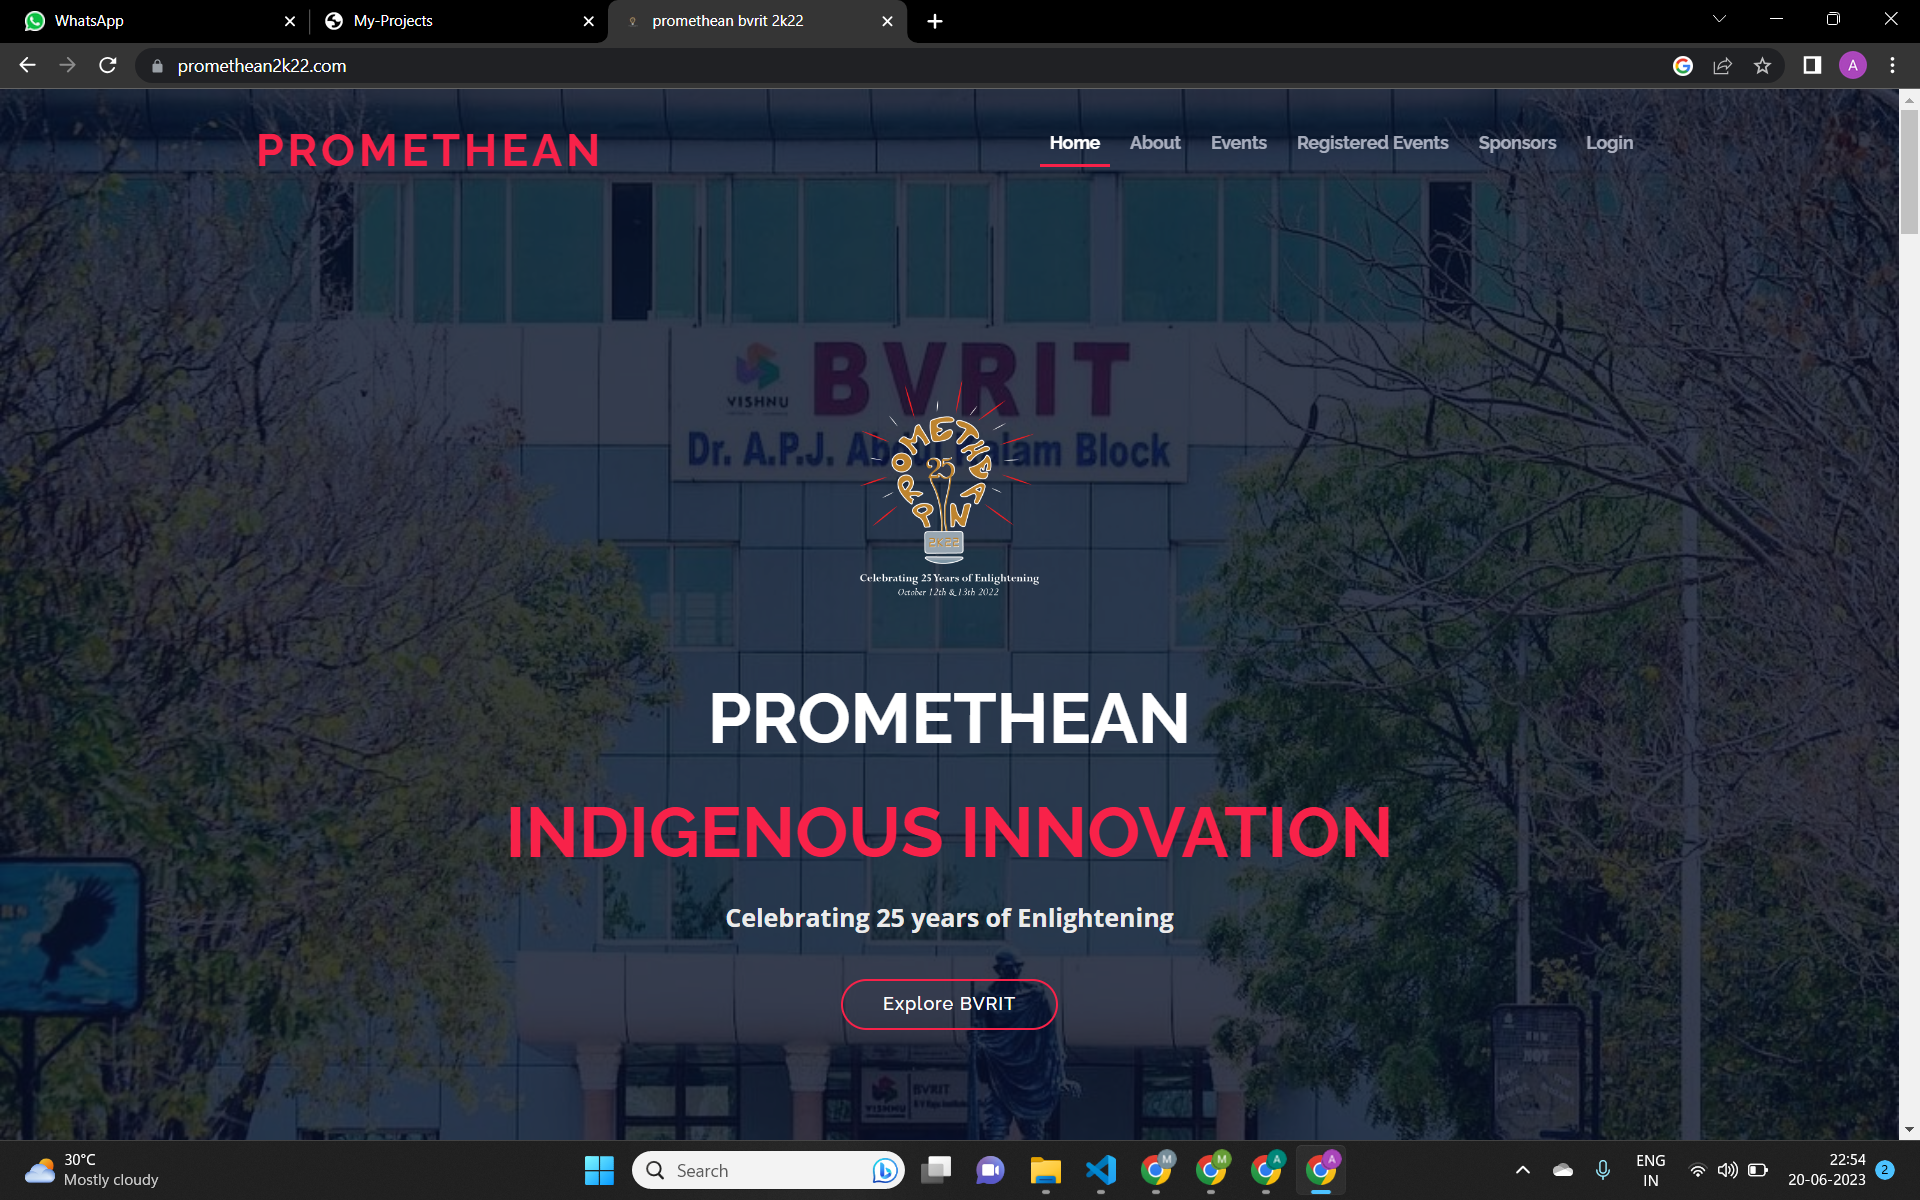 WhatsApp
My-Projects
promethean bvrit 2k22
promethean2k22.com
A
PROMETHEAN
Home
About
Events
Registered Events
Sponsors
Login
BVRIT
VISHNU
Dr. A.P.J. Block
PROMETHEAN
25
2k22
Celebrating 25 Years of Enlightening
October 12th & 13th 2022
PROMETHEAN
INDIGENOUS INNOVATION
Celebrating 25 years of Enlightening
Explore BVRIT
BVRIT
VISHNU
30°C
Mostly cloudy
Search
M
M
A
A
ENG
IN
22:54
20-06-2023
2